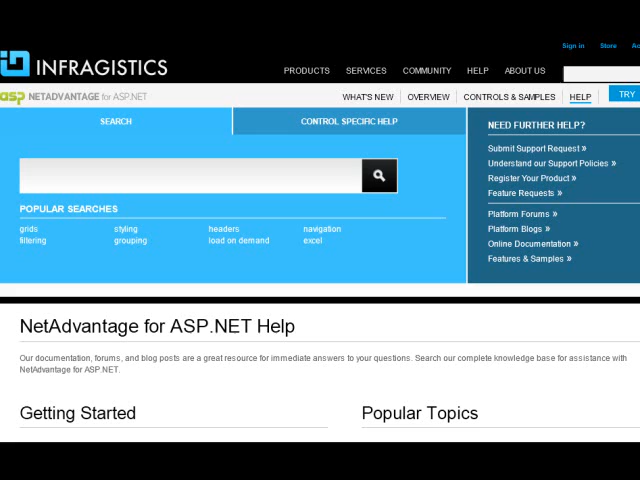 Sign in Store
INFRAGISTICS
PRODUCTS SERVICES COMMUNITY HELP ABOUT US
asp NETADVANTAGE for ASP.NET
WHAT'S NEW OVERVIEW CONTROLS & SAMPLES HELP TRY
SEARCH CONTROL SPECIFIC HELP
NEED FURTHER HELP?
Submit Support Request »
Understand our Support Policies »
Register Your Product »
Feature Requests »
POPULAR SEARCHES
grids styling headers navigation
filtering grouping load on demand excel
Platform Forums »
Platform Blogs »
Online Documentation »
Features & Samples »
NetAdvantage for ASP.NET Help
Our documentation, forums, and blog posts are a great resource for immediate answers to your questions. Search our complete knowledge base for assistance with
NetAdvantage for ASP.NET.
Getting Started Popular Topics